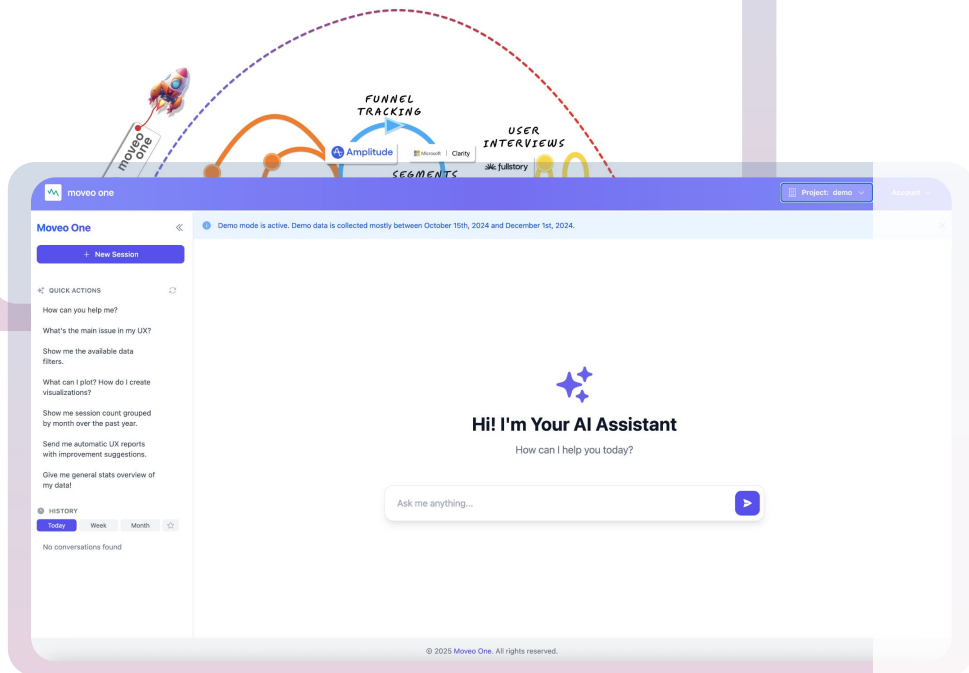 FUNNEL
TRACKING
USER
INTERVIEWS
moveo
one
Amplitude
Microsoft | Clarity
fullstory
SEGMENTS
moveo one
Project: demo
Account
Moveo One
Demo mode is active. Demo data is collected mostly between October 15th, 2024 and December 1st, 2024.
+ New Session
QUICK ACTIONS
How can you help me?
What's the main issue in my UX?
Show me the available data
filters.
What can I plot? How do I create
visualizations?
Show me session count grouped
by month over the past year.
Send me automatic UX reports
with improvement suggestions.
Give me general stats overview of
my data!
HISTORY
Today Week Month
No conversations found
Hi! I'm Your AI Assistant
How can I help you today?
Ask me anything...
© 2025 Moveo One. All rights reserved.